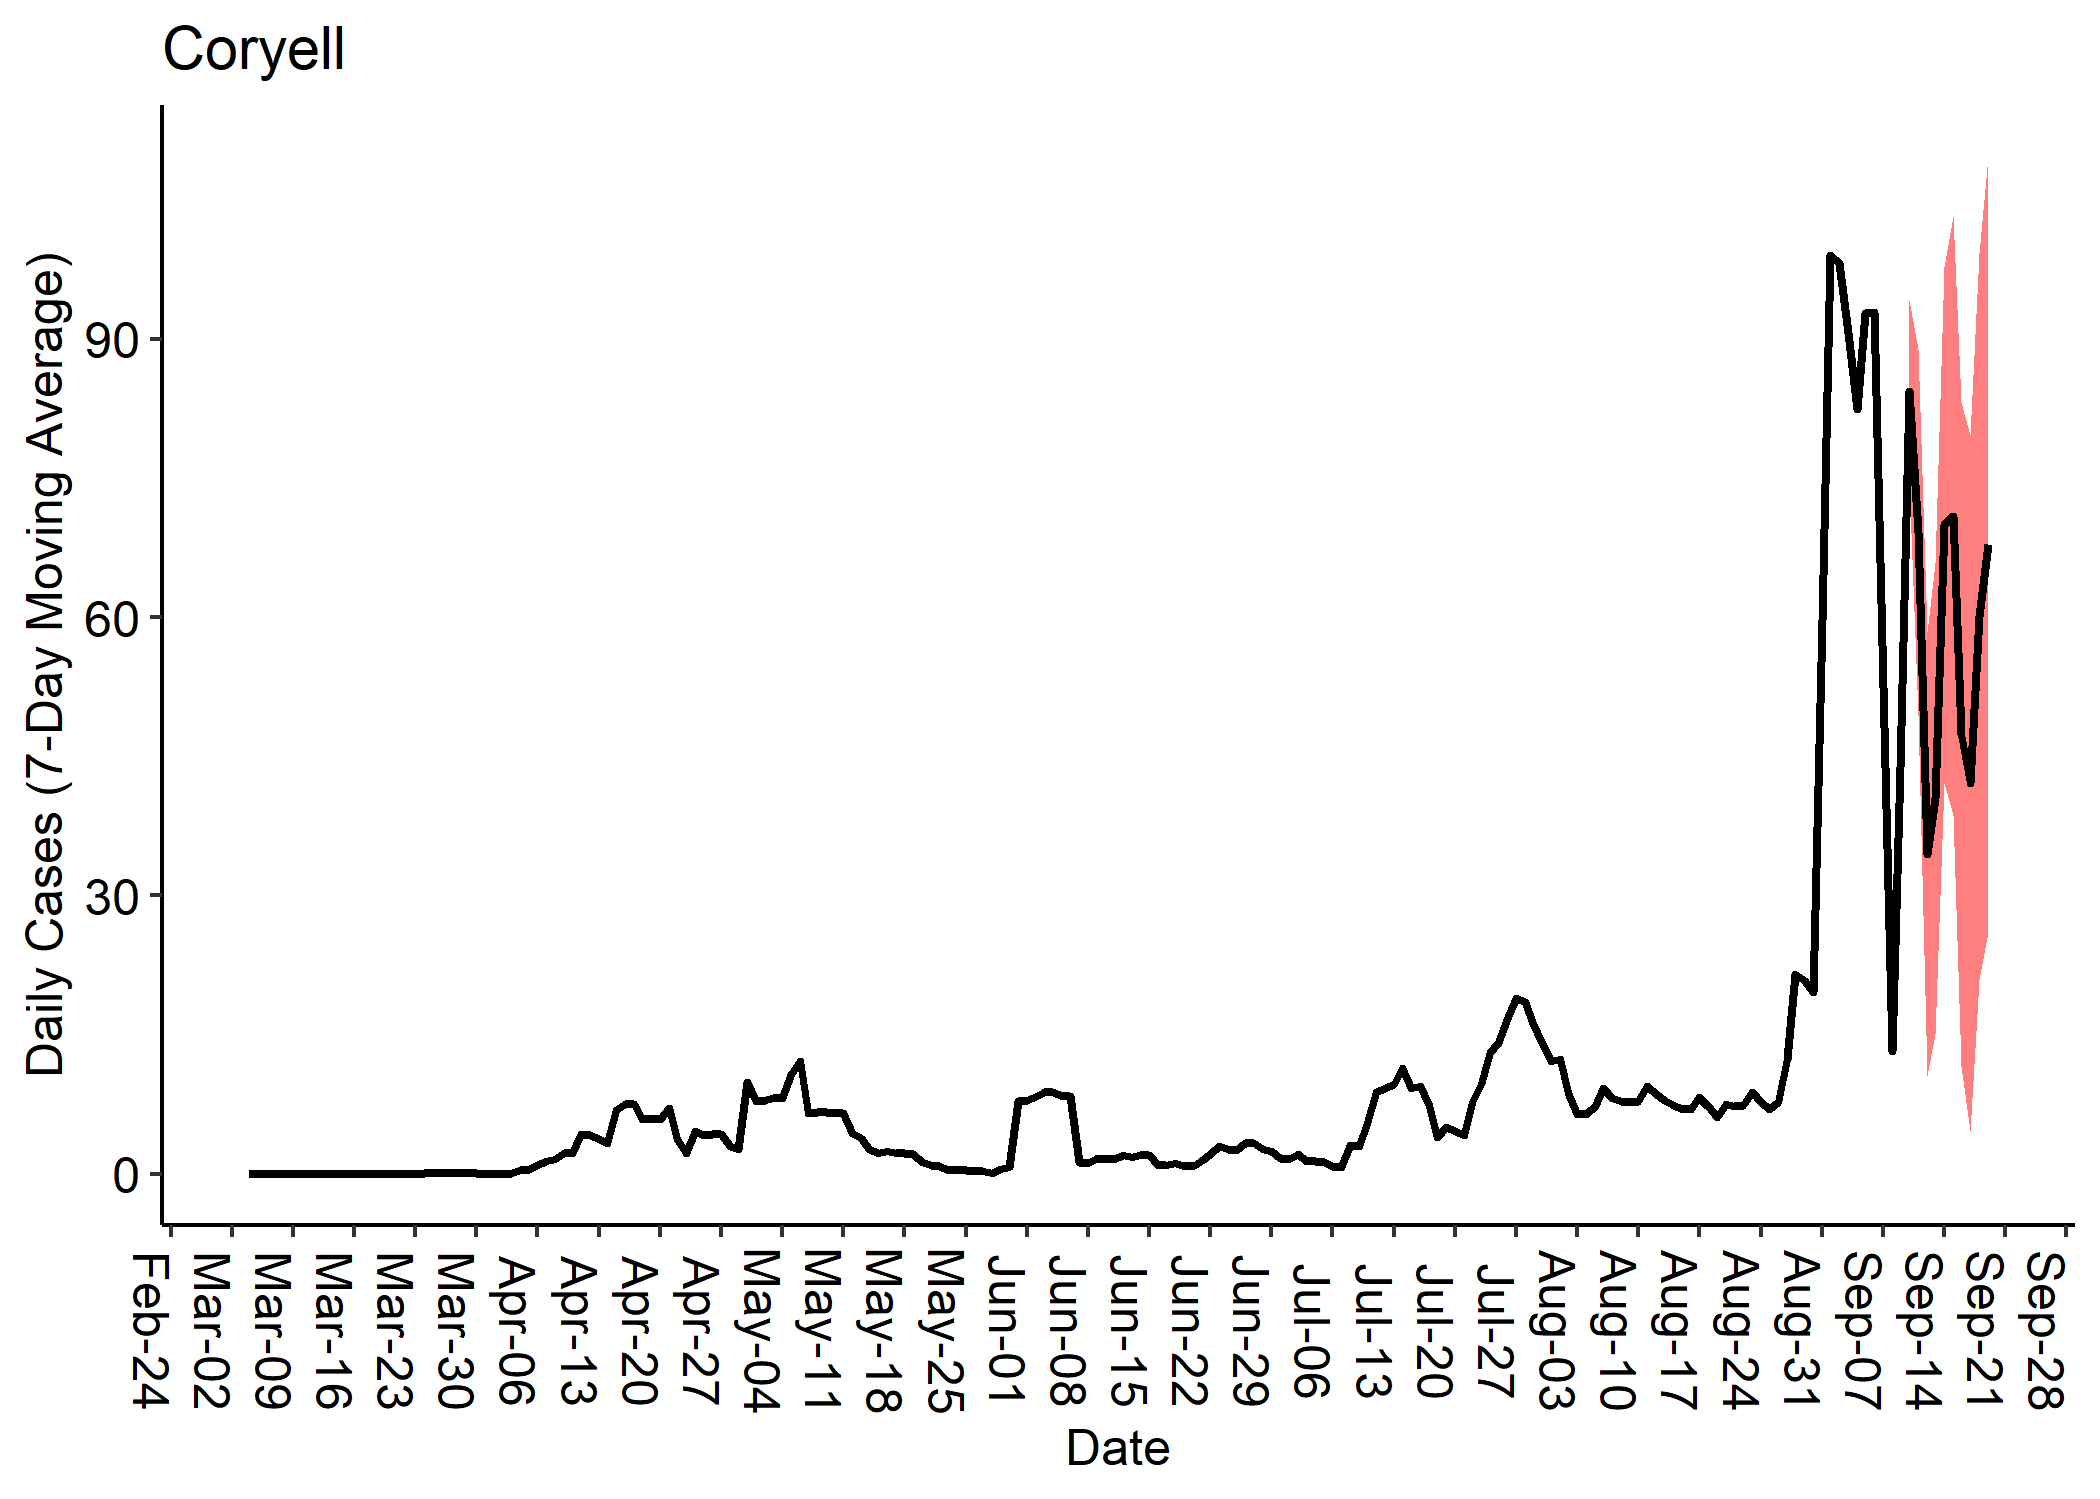 Coryell
Daily Cases (7-Day Moving Average)
90
60
30
0
Feb-24
Mar-02
Mar-09
Mar-16
Mar-23
Mar-30
Apr-06
Apr-13
Apr-20
Apr-27
May-04
May-11
May-18
May-25
Jun-01
Jun-08
Jun-15
Jun-22
Jun-29
Jul-06
Jul-13
Jul-20
Jul-27
Aug-03
Aug-10
Aug-17
Aug-24
Aug-31
Sep-07
Sep-14
Sep-21
Sep-28
Date